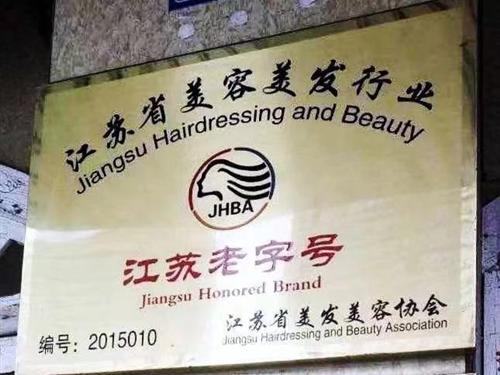 江苏省美容美发行业
Jiangsu Hairdressing and Beauty
JHBA
江苏老字号
Jiangsu Honored Brand
编号：2015010
江苏省美发美容协会
Jiangsu Hairdressing and Beauty Association